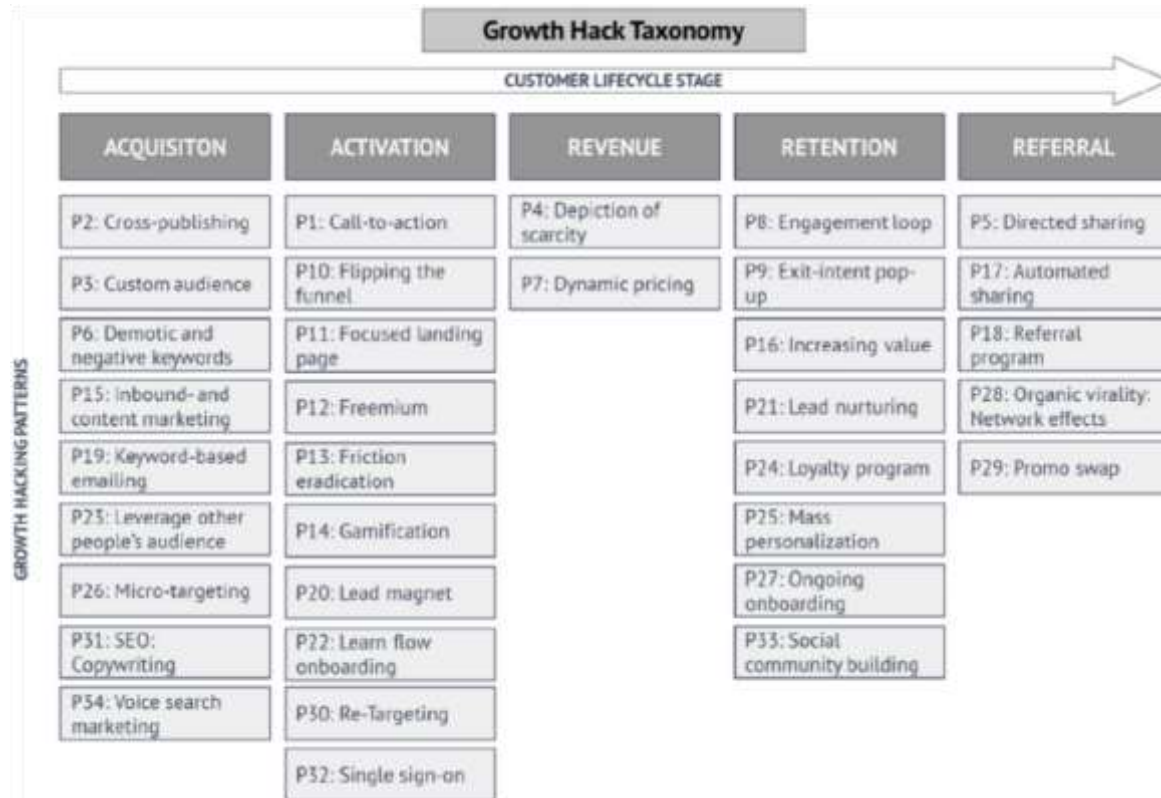 Growth Hack Taxonomy
CUSTOMER LIFECYCLE STAGE
GROWTH HACKING PATTERNS
ACQUISITON
P2: Cross-publishing
P3: Custom audience
P6: Demotic and
negative keywords
P15: Inbound- and
content marketing
P19: Keyword-based
emailing
P23: Leverage other
people's audience
P26: Micro-targeting
P31: SEO:
Copywriting
P34: Voice search
marketing
ACTIVATION
P1: Call-to-action
P10: Flipping the
funnel
P11: Focused landing
page
P12: Freemium
P13: Friction
eradication
P14: Gamification
P20: Lead magnet
P22: Learn flow
onboarding
P30: Re-Targeting
P32: Single sign-on
REVENUE
P4: Depiction of
scarcity
P7: Dynamic pricing
RETENTION
P8: Engagement loop
P9: Exit-intent pop-
up
P16: Increasing value
P21: Lead nurturing
P24: Loyalty program
P25: Mass
personalization
P27: Ongoing
onboarding
P33: Social
community building
REFERRAL
P5: Directed sharing
P17: Automated
sharing
P18: Referral
program
P28: Organic virality:
Network effects
P29: Promo swap